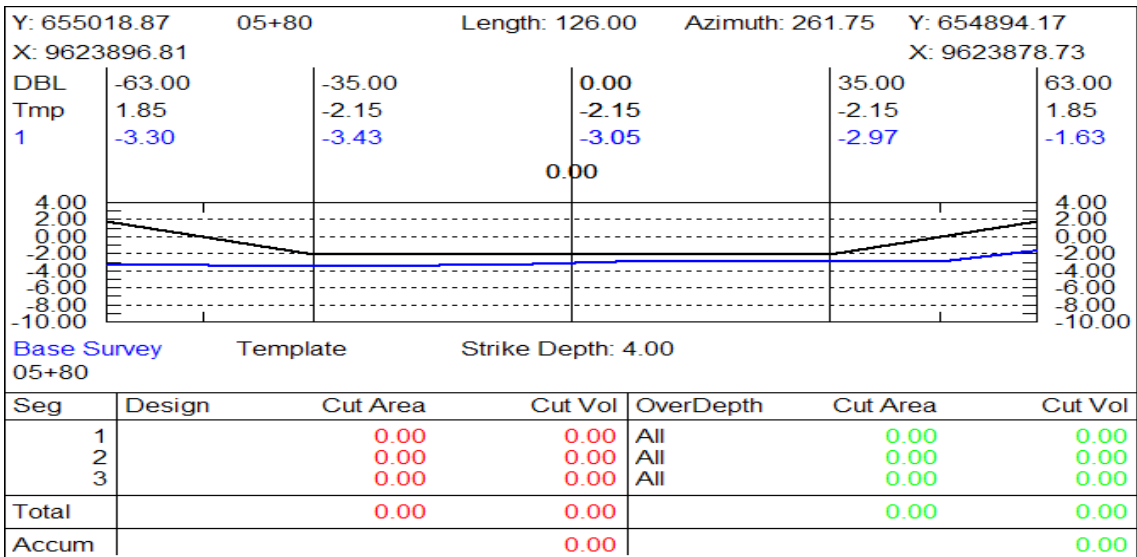 Y: 655018.87 05+80 Length: 126.00 Azimuth: 261.75 Y: 654894.17
X: 9623896.81 X: 9623878.73
DBL -63.00 -35.00 0.00 35.00 63.00
Tmp 1.85 -2.15 -2.15 -2.15 1.85
1 -3.30 -3.43 -3.05 -2.97 -1.63
0.00
4.00 4.00
2.00 2.00
0.00 0.00
-2.00 -2.00
-4.00 -4.00
-6.00 -6.00
-8.00 -8.00
-10.00 -10.00
Base Survey Template Strike Depth: 4.00
05+80
Seg Design Cut Area Cut Vol OverDepth Cut Area Cut Vol
1 0.00 0.00 All 0.00 0.00
2 0.00 0.00 All 0.00 0.00
3 0.00 0.00 All 0.00 0.00
Total 0.00 0.00 0.00 0.00
Accum 0.00 0.00